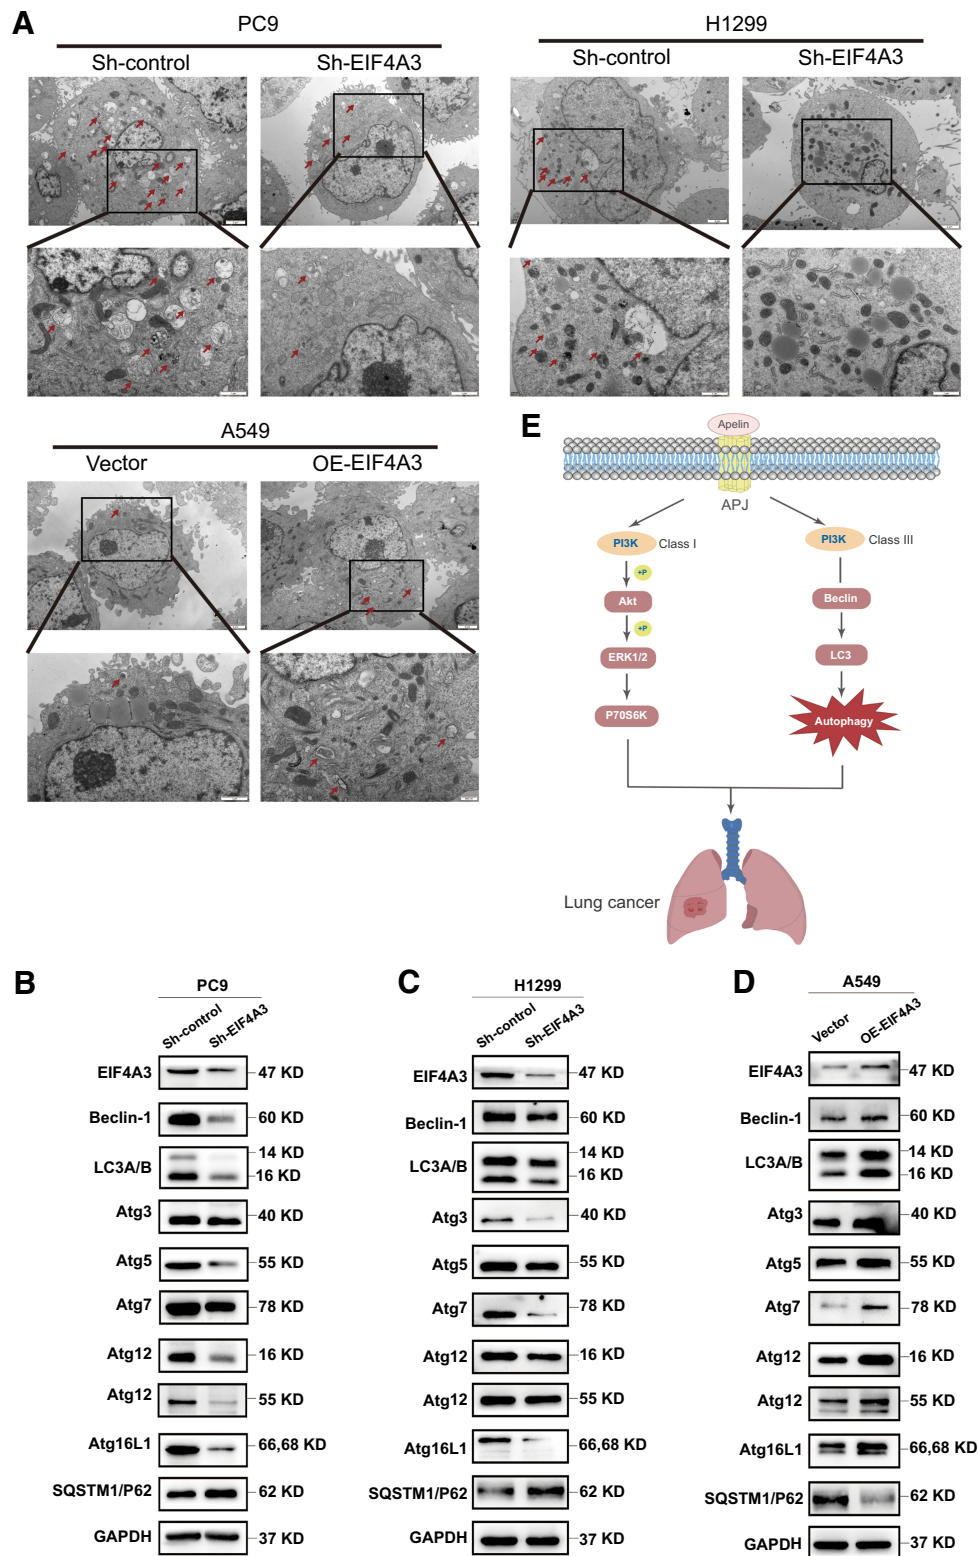 A
PC9
Sh-control Sh-EIF4A3
H1299
Sh-control Sh-EIF4A3
A549
Vector OE-EIF4A3
E
Apelin
APJ
PI3K Class I
+P
Akt
+P
ERK1/2
P70S6K
PI3K Class III
Beclin
LC3
Autophagy
Lung cancer
B
PC9
Sh-control Sh-EIF4A3
EIF4A3 47 KD
Beclin-1 60 KD
LC3A/B 14 KD
16 KD
Atg3 40 KD
Atg5 55 KD
Atg7 78 KD
Atg12 16 KD
Atg12 55 KD
Atg16L1 66,68 KD
SQSTM1/P62 62 KD
GAPDH 37 KD
C
H1299
Sh-control Sh-EIF4A3
EIF4A3 47 KD
Beclin-1 60 KD
LC3A/B 14 KD
16 KD
Atg3 40 KD
Atg5 55 KD
Atg7 78 KD
Atg12 16 KD
Atg12 55 KD
Atg16L1 66,68 KD
SQSTM1/P62 62 KD
GAPDH 37 KD
D
A549
Vector OE-EIF4A3
EIF4A3 47 KD
Beclin-1 60 KD
LC3A/B 14 KD
16 KD
Atg3 40 KD
Atg5 55 KD
Atg7 78 KD
Atg12 16 KD
Atg12 55 KD
Atg16L1 66,68 KD
SQSTM1/P62 62 KD
GAPDH 37 KD